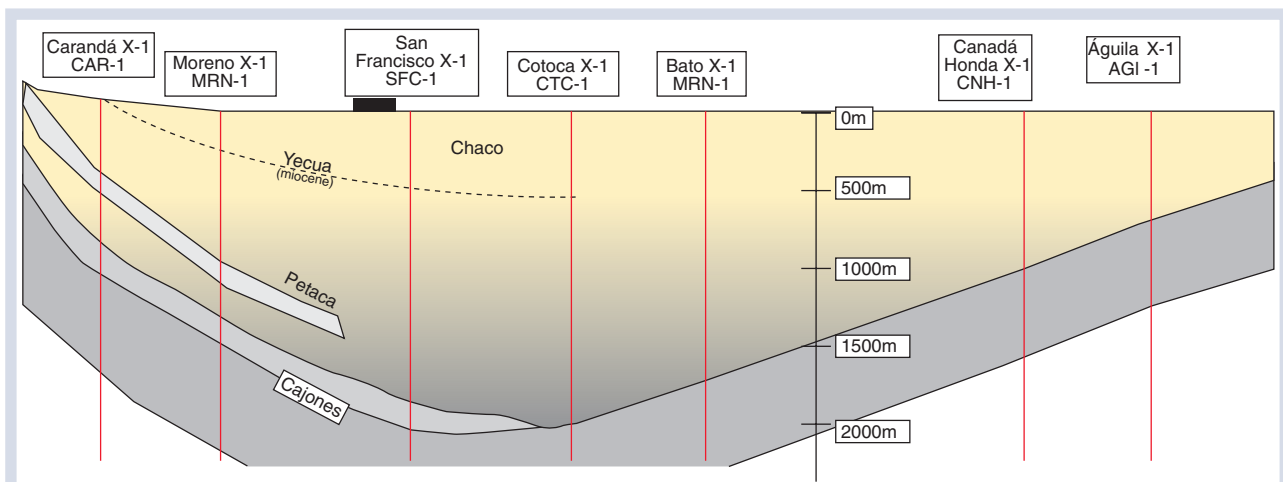 Carandá X-1
CAR-1
Moreno X-1
MRN-1
San
Francisco X-1
SFC-1
Cotoca X-1
CTC-1
Bato X-1
MRN-1
Canadá
Honda X-1
CNH-1
Águila X-1
AGI -1
0m
Chaco
Yecua
(miocene)
500m
1000m
Petaca
1500m
Cajones
2000m